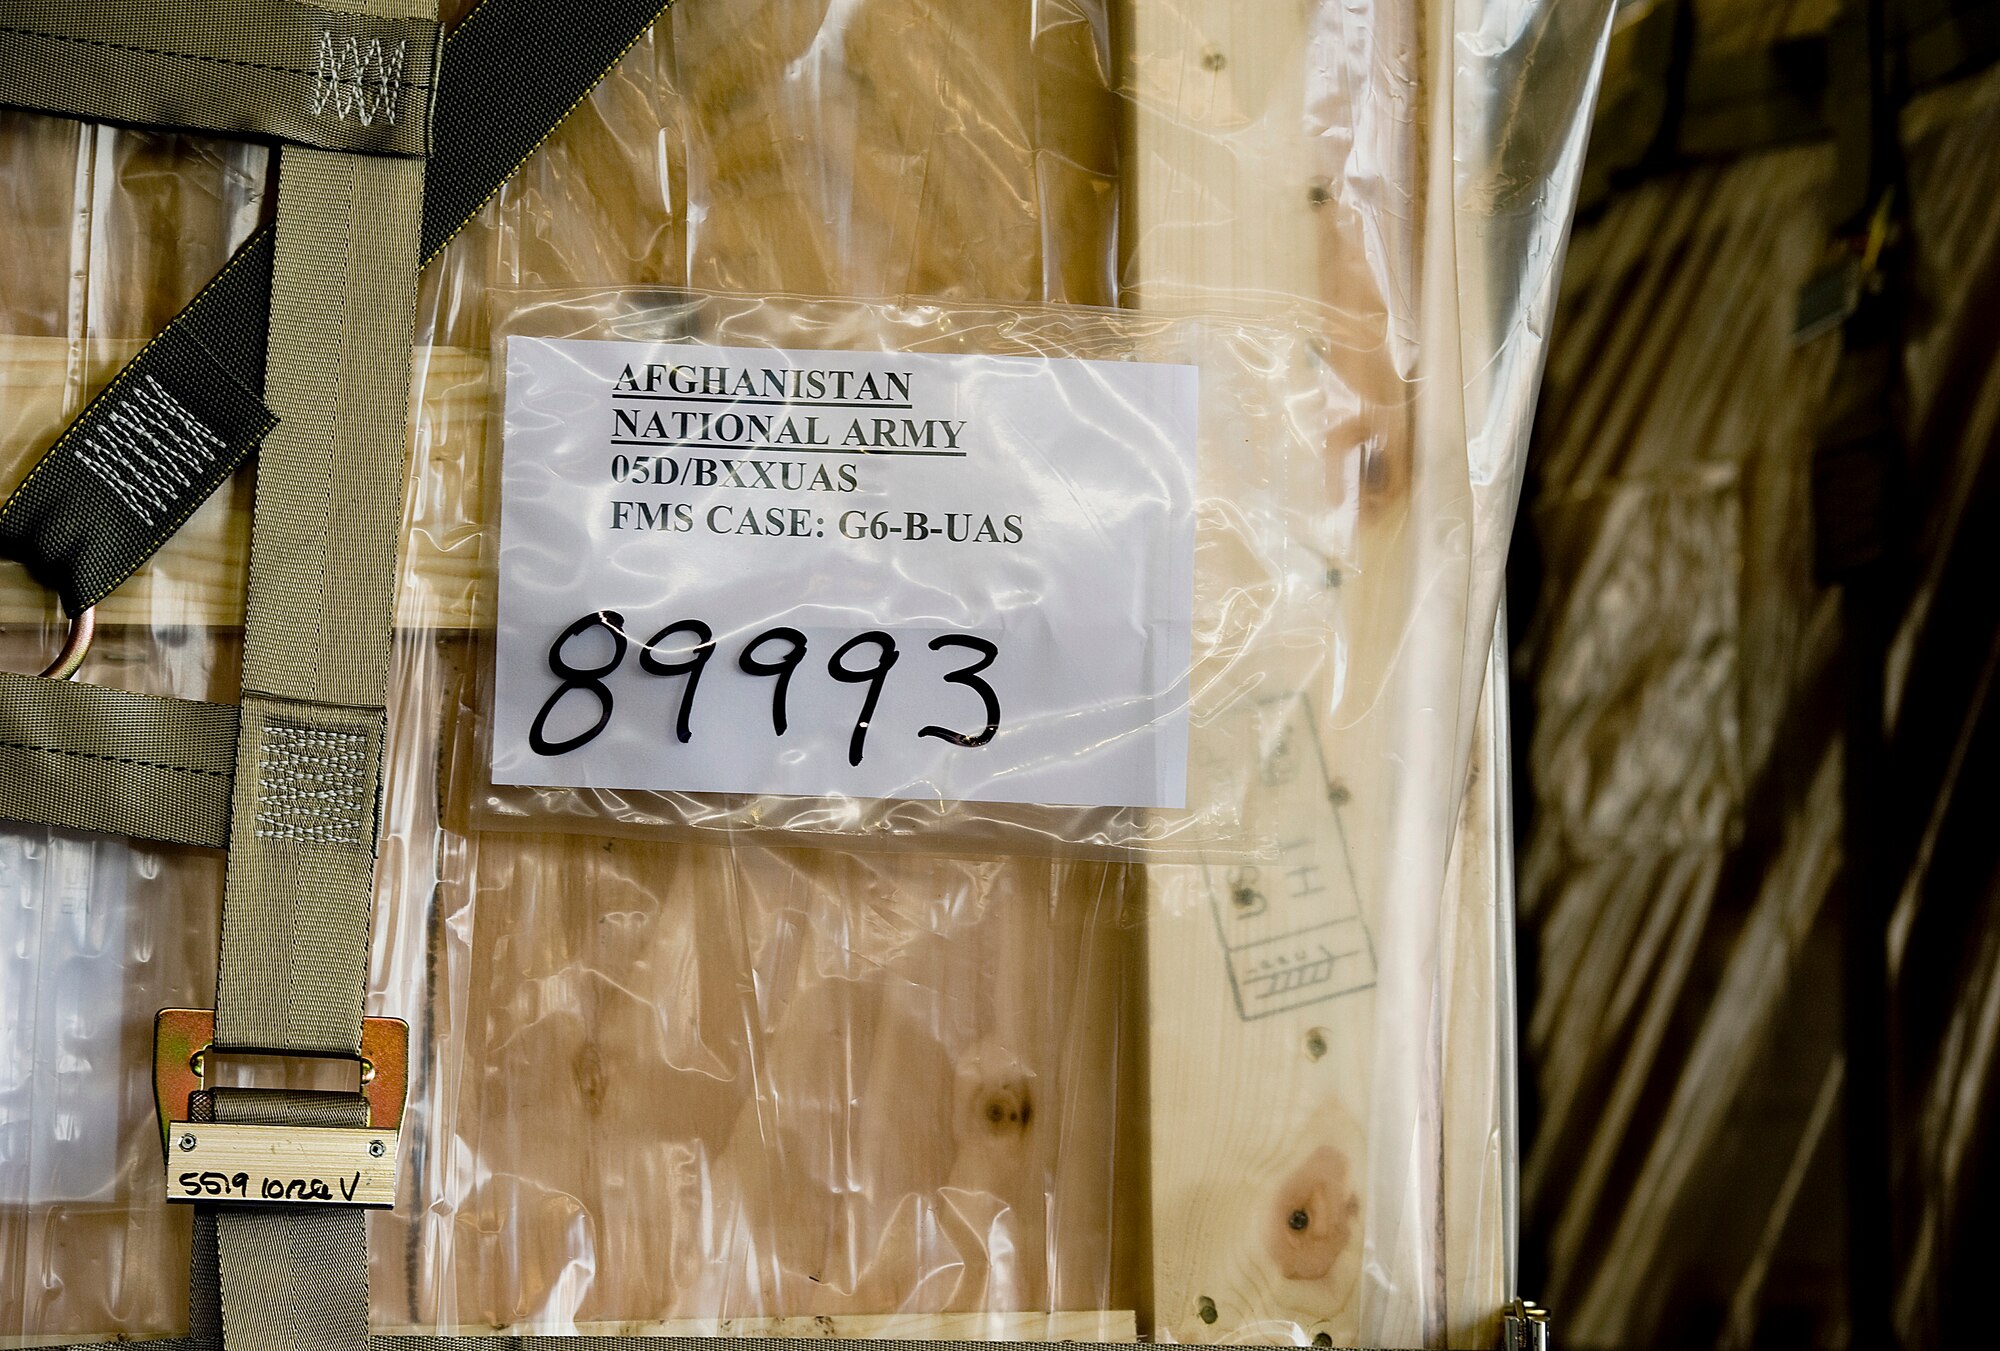 AFGHANISTAN
NATIONAL ARMY
05D/BXXUAS
FMS CASE: G6-B-UAS
89993